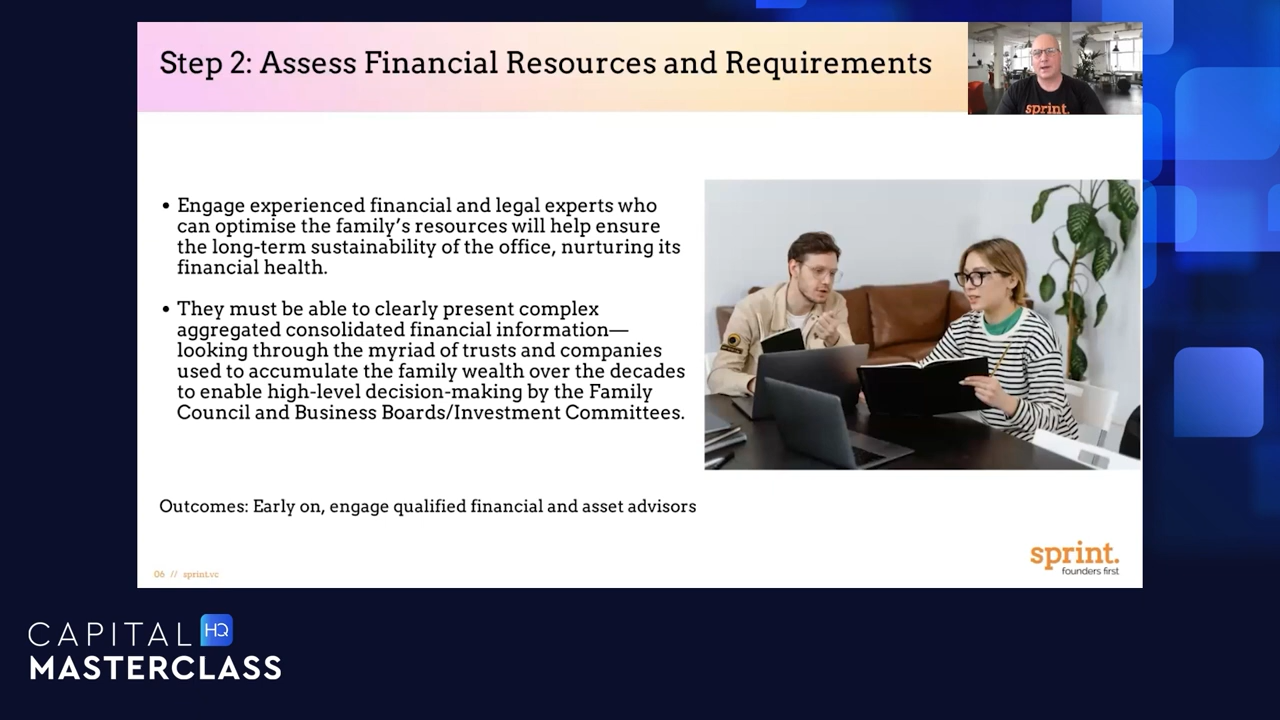 Step 2: Assess Financial Resources and Requirements
sprint.
• Engage experienced financial and legal experts who
can optimise the family’s resources will help ensure
the long-term sustainability of the office, nurturing its
financial health.
• They must be able to clearly present complex
aggregated consolidated financial information—
looking through the myriad of trusts and companies
used to accumulate the family wealth over the decades
to enable high-level decision-making by the Family
Council and Business Boards/Investment Committees.
Outcomes: Early on, engage qualified financial and asset advisors
sprint.
founders first
06 // sprint.vc
CAPITAL HQ
MASTERCLASS